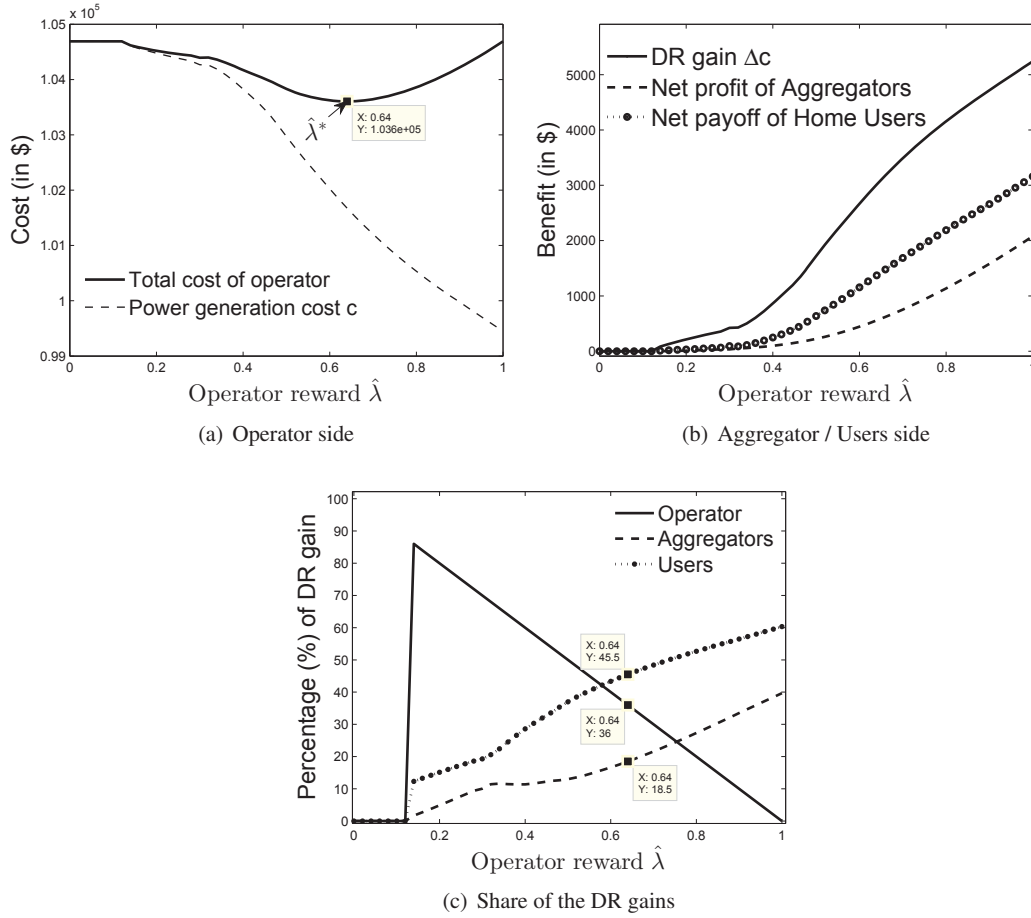 1.05 x 10⁵
1.04
1.03
1.02
1.01
1
0.99
Cost (in $)
λ̂*
X: 0.64
Y: 1.036e+05
Total cost of operator
Power generation cost c
0 0.2 0.4 0.6 0.8 1
Operator reward λ̂
(a) Operator side
5000
4000
3000
2000
1000
0
Benefit (in $)
DR gain Δc
Net profit of Aggregators
Net payoff of Home Users
0 0.2 0.4 0.6 0.8 1
Operator reward λ̂
(b) Aggregator / Users side
100
90
80
70
60
50
40
30
20
10
0
Percentage (%) of DR gain
Operator
Aggregators
Users
X: 0.64
Y: 45.5
X: 0.64
Y: 36
X: 0.64
Y: 18.5
0 0.2 0.4 0.6 0.8 1
Operator reward λ̂
(c) Share of the DR gains